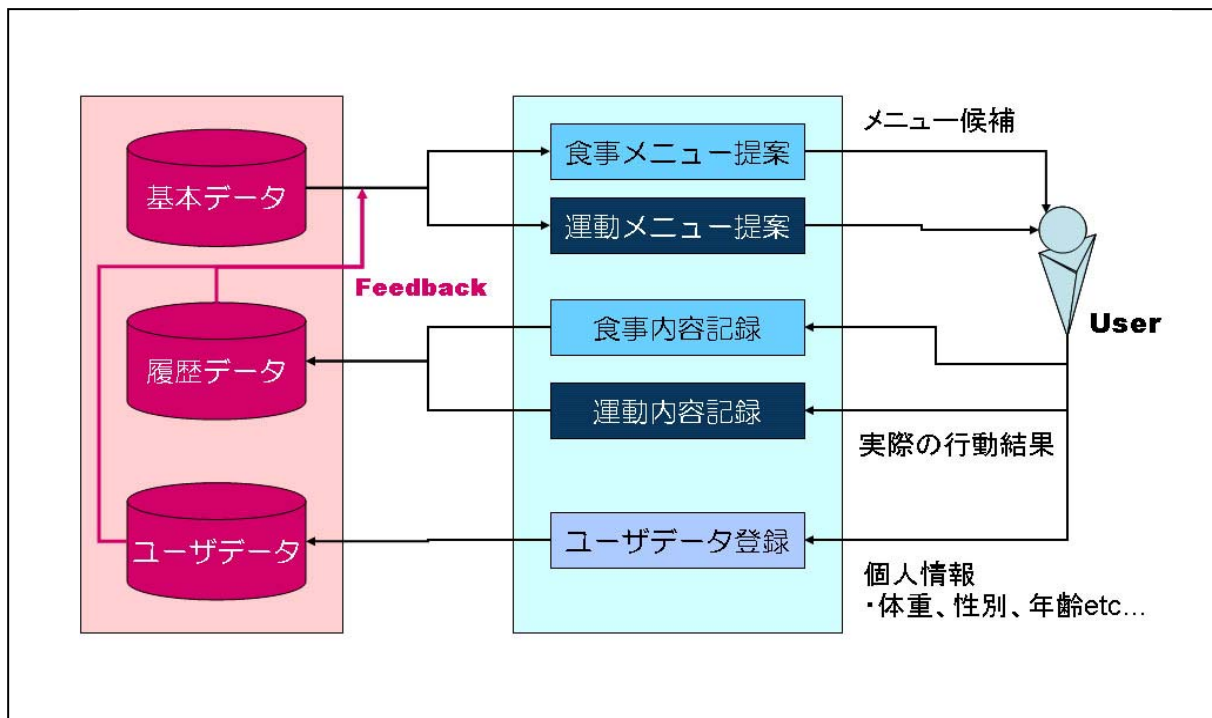 メニュー候補
食事メニュー提案
基本データ
運動メニュー提案
Feedback
食事内容記録
User
履歴データ
運動内容記録
実際の行動結果
ユーザデータ登録
ユーザデータ
個人情報
・体重、性別、年齢etc…